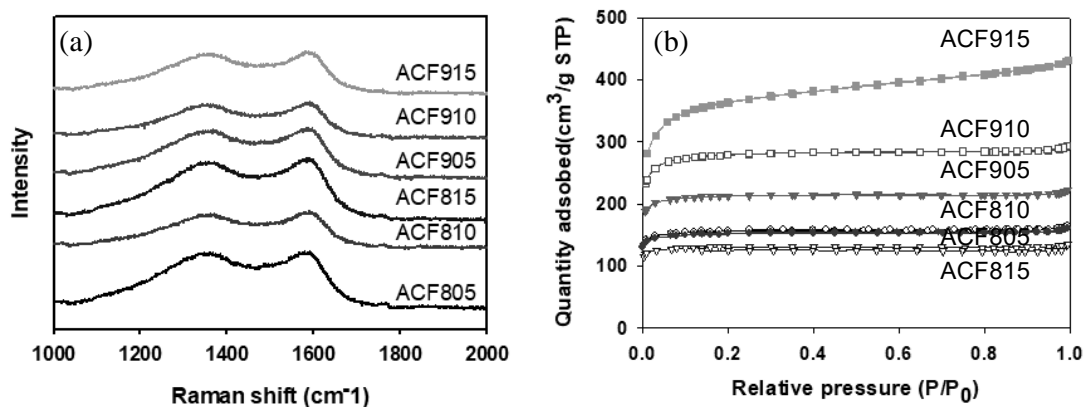 (a)
ACF915
ACF910
ACF905
ACF815
ACF810
ACF805
Intensity
1000 1200 1400 1600 1800 2000
Raman shift (cm-1)
(b)
500
400
300
200
100
0
ACF915
ACF910
ACF905
ACF810
ACF805
ACF815
Quantity adsobed(cm3/g STP)
0.0 0.2 0.4 0.6 0.8 1.0
Relative pressure (P/P0)